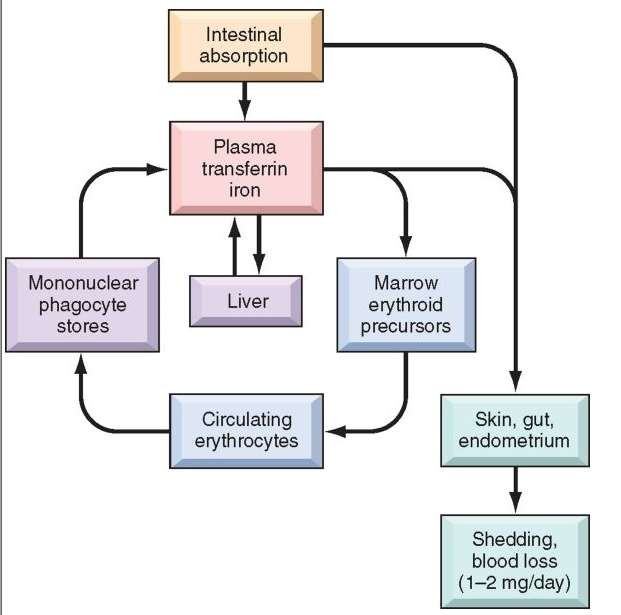 Intestinal
absorption
Plasma
transferrin
iron
Mononuclear
phagocyte
stores
Liver
Marrow
erythroid
precursors
Circulating
erythrocytes
Skin, gut,
endometrium
Shedding,
blood loss
(1–2 mg/day)